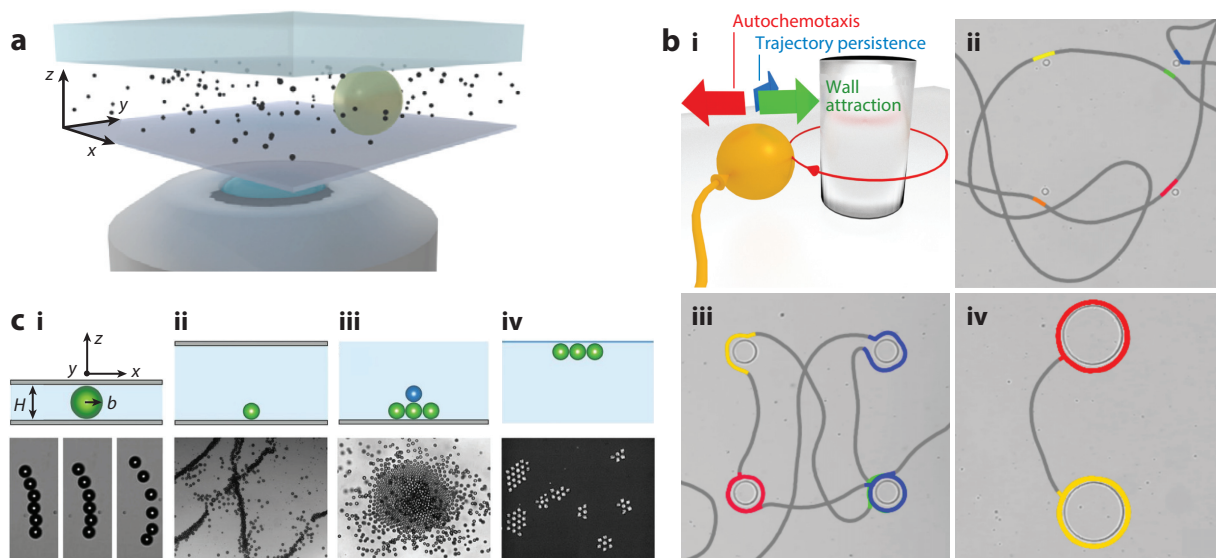 a
z
y
x
b i
Autochemotaxis
Trajectory persistence
Wall
attraction
ii
iii
iv
c i
z
y
x
H
b
ii
iii
iv